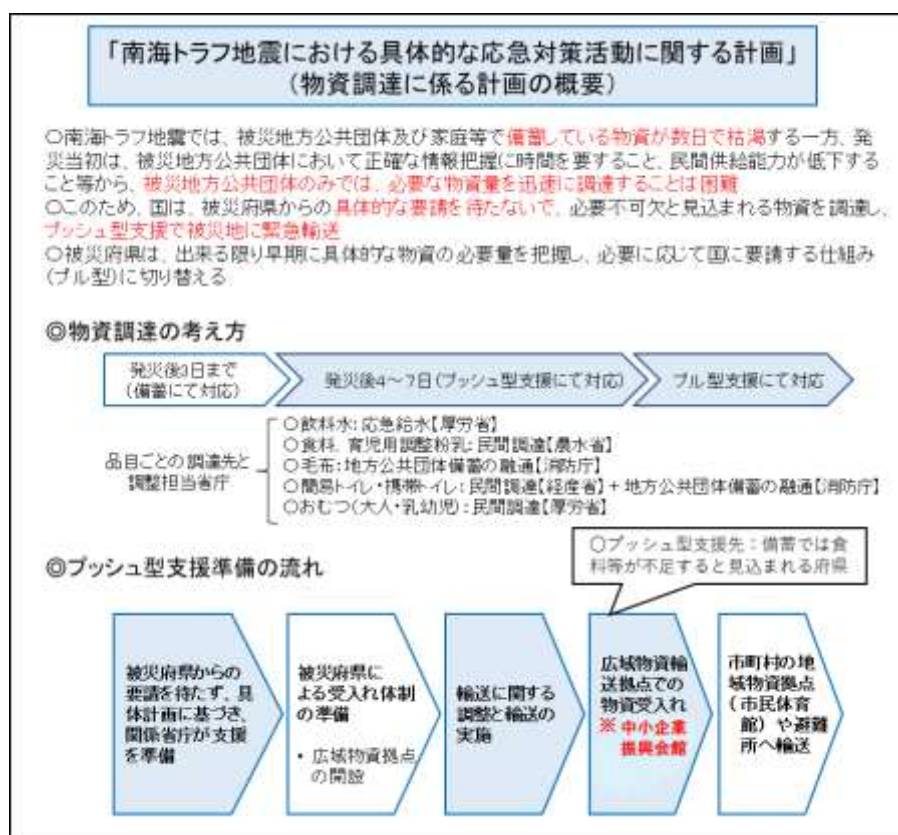 「南海トラフ地震における具体的な応急対策活動に関する計画」
(物資調達に係る計画の概要)
○南海トラフ地震では、被災地方公共団体及び家庭等で備蓄している物資が数日で枯渇する一方、発
災当初は、被災地方公共団体において正確な情報把握に時間を要すること、民間供給能力が低下する
こと等から、被災地方公共団体のみでは、必要な物資量を迅速に調達することは困難
○このため、国は、被災府県からの具体的な要請を待たないで、必要不可欠と見込まれる物資を調達し、
プッシュ型支援で被災地に緊急輸送
○被災府県は、出来る限り早期に具体的な物資の必要量を把握し、必要に応じて国に要請する仕組み
(プル型)に切り替える
◎物資調達の考え方
発災後3日まで
(備蓄にて対応)
発災後4~7日(プッシュ型支援にて対応)
プル型支援にて対応
品目ごとの調達先と
調整担当省庁
○飲料水:応急給水【厚労省】
○食料、育児用調整粉乳:民間調達【農水省】
○毛布:地方公共団体備蓄の融通【消防庁】
○簡易トイレ・携帯トイレ:民間調達【経産省】+地方公共団体備蓄の融通【消防庁】
○おむつ(大人・乳幼児):民間調達【厚労省】
◎プッシュ型支援準備の流れ
○プッシュ型支援先:備蓄では食
料等が不足すると見込まれる府県
被災府県からの
要請を待たず、具
体計画に基づき、
関係省庁が支援
を準備
被災府県に
よる受入れ体制
の準備
・広域物資拠点
の開設
輸送に関する
調整と輸送の
実施
広域物資輸
送拠点での
物資受入れ
※中小企業
振興会館
市町村の地
域物資拠点
(市民体育
館)や避難
所へ輸送